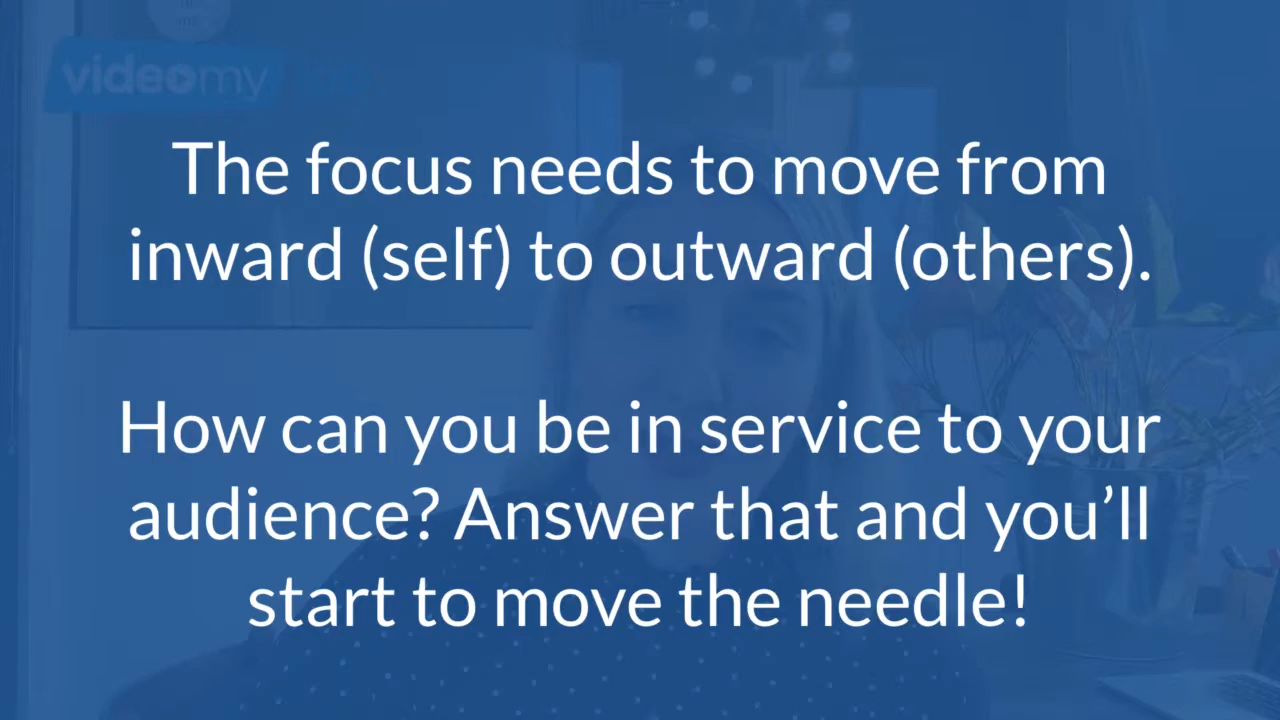 videomy
The focus needs to move from
inward (self) to outward (others).
How can you be in service to your
audience? Answer that and you’ll
start to move the needle!